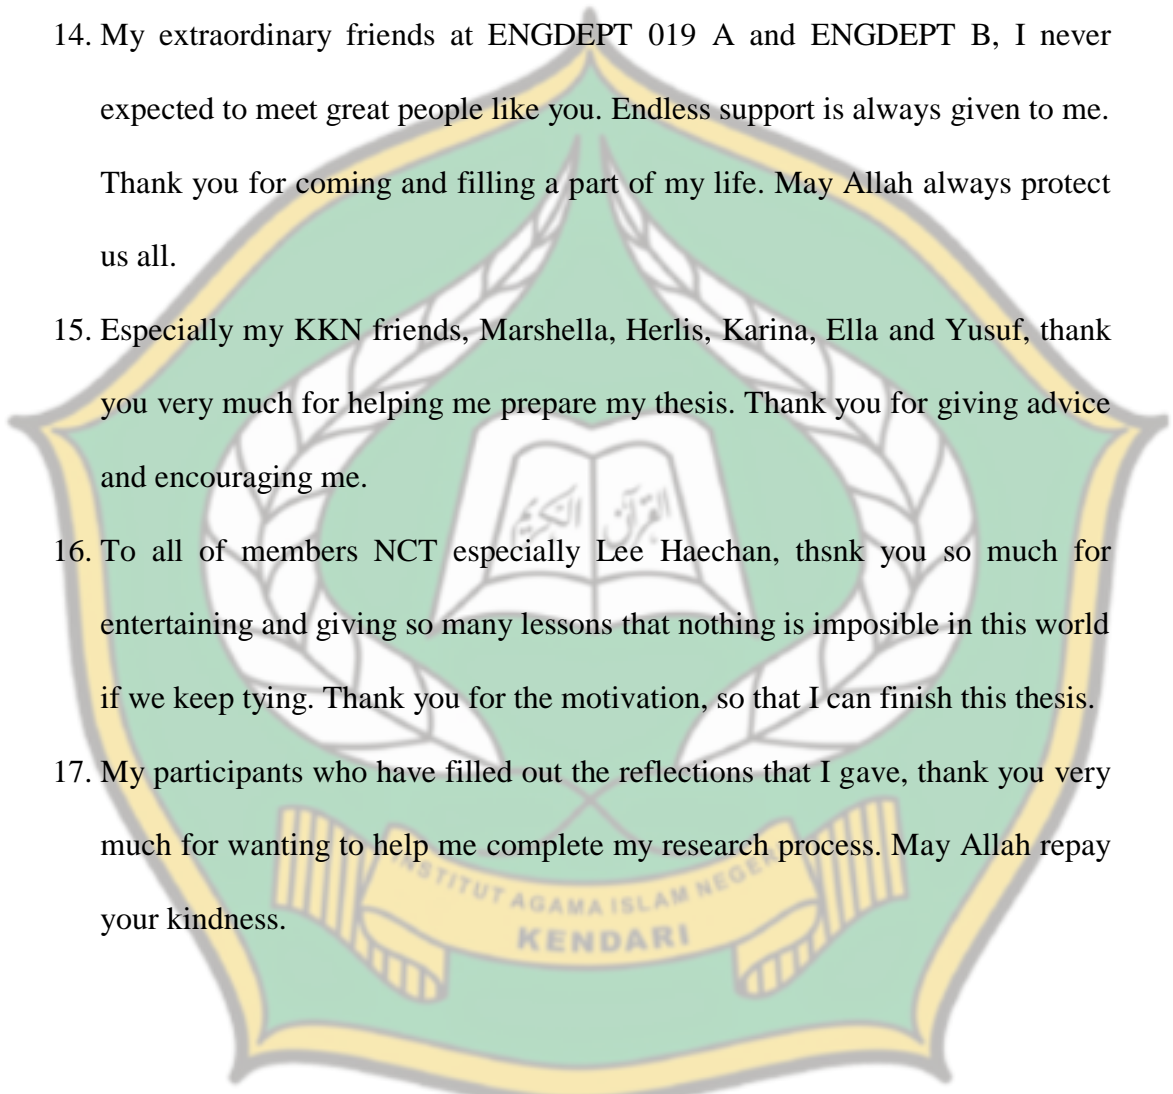 14. My extraordinary friends at ENGDEPT 019 A and ENGDEPT B, I never
expected to meet great people like you. Endless support is always given to me.
Thank you for coming and filling a part of my life. May Allah always protect
us all.
15. Especially my KKN friends, Marshella, Herlis, Karina, Ella and Yusuf, thank
you very much for helping me prepare my thesis. Thank you for giving advice
and encouraging me.
القرآن الكريم
16. To all of members NCT especially Lee Haechan, thsnk you so much for
entertaining and giving so many lessons that nothing is imposible in this world
if we keep tying. Thank you for the motivation, so that I can finish this thesis.
17. My participants who have filled out the reflections that I gave, thank you very
much for wanting to help me complete my research process. May Allah repay
your kindness.
INSTITUT AGAMA ISLAM NEGERI
KENDARI